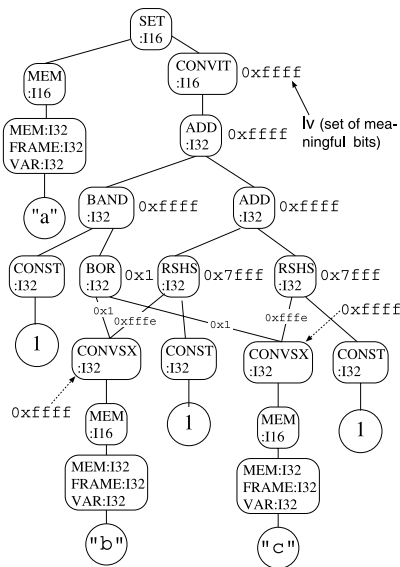 SET
:I16
MEM
:I16
CONVIT
:I16
0xffff
Iv (set of mea-
ningful bits)
MEM:I32
FRAME:I32
VAR:I32
ADD
:I32
0xffff
"a"
BAND
:I32
0xffff
ADD
:I32
0xffff
CONST
:I32
BOR
:I32
0x1
RSHS
:I32
0x7fff
RSHS
:I32
0x7fff
0x1
0xfffe
0x1
0xfffe
0xffff
1
CONVSX
:I32
CONST
:I32
CONVSX
:I32
CONST
:I32
0xffff
MEM
:I16
1
MEM
:I16
1
MEM:I32
FRAME:I32
VAR:I32
MEM:I32
FRAME:I32
VAR:I32
"b"
"c"